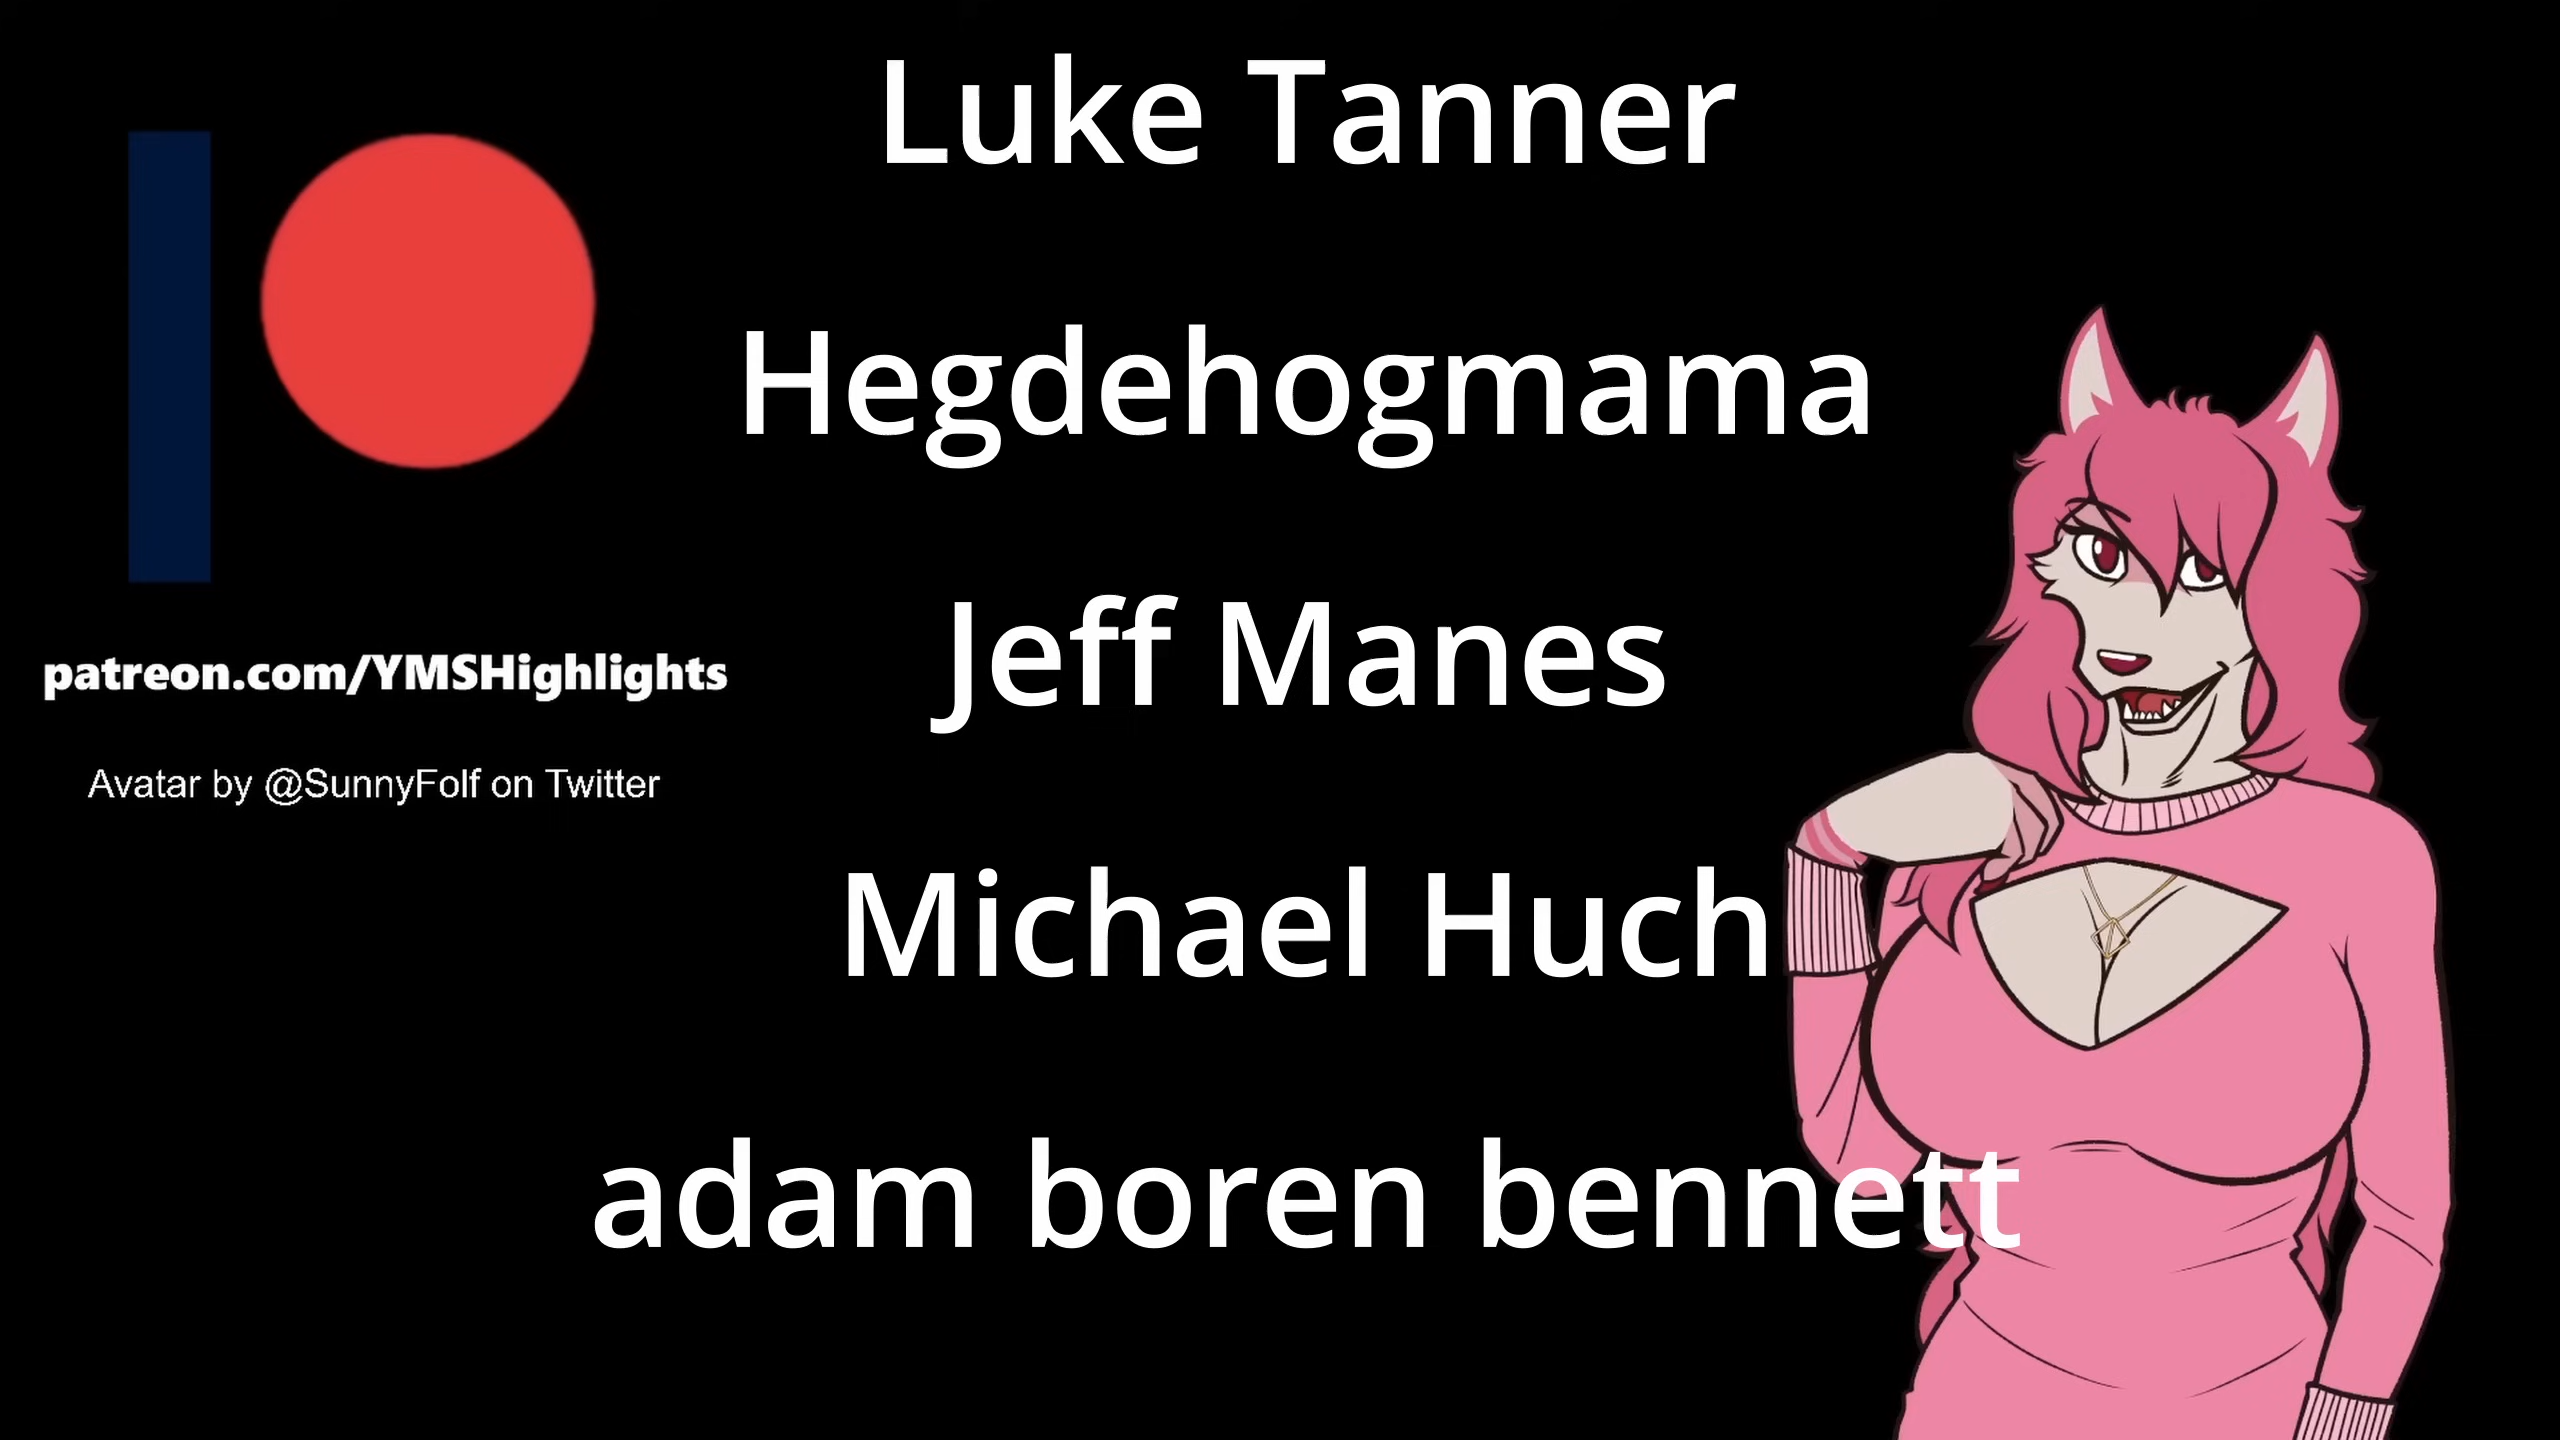 Luke Tanner
Hegdehogmama
Jeff Manes
patreon.com/YMSHighlights
Avatar by @SunnyFolf on Twitter
Michael Huch
adam boren bennett